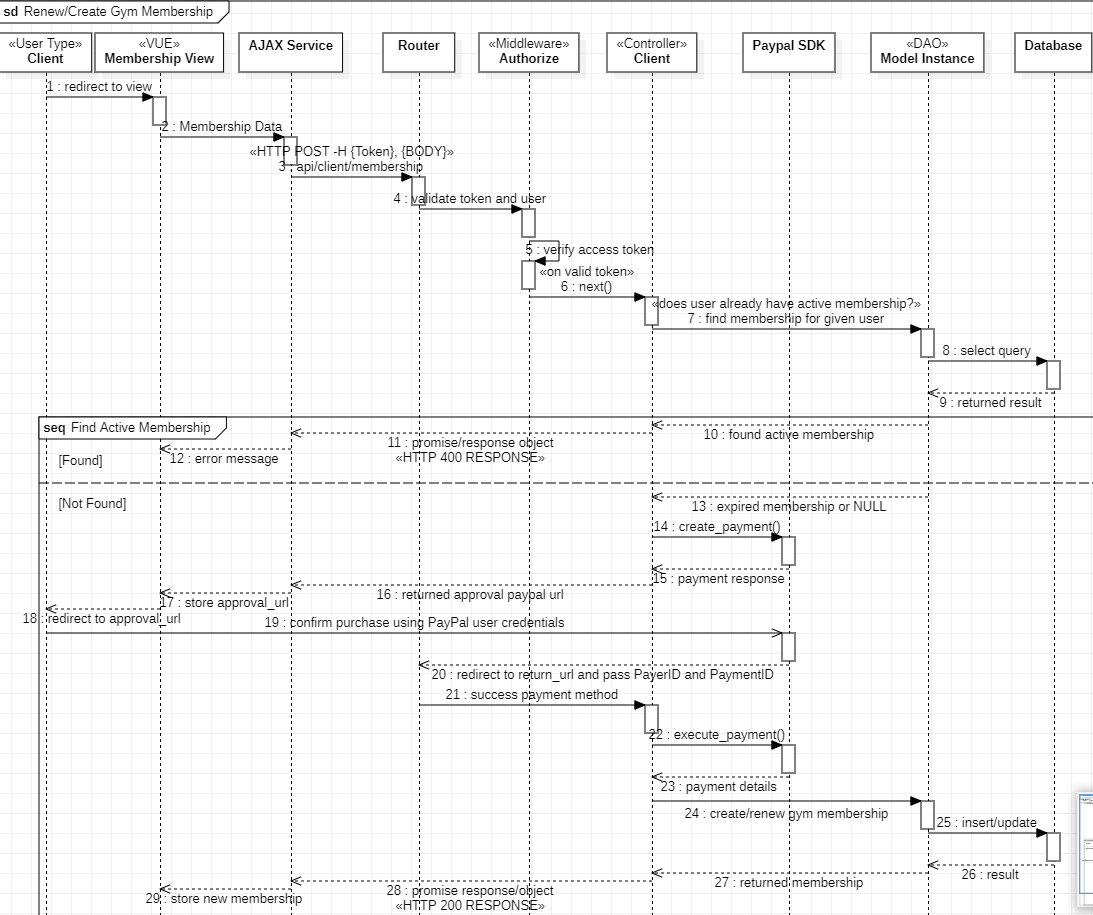 sd Renew/Create Gym Membership
«User Type»
Client
«VUE»
Membership View
AJAX Service
Router
«Middleware»
Authorize
«Controller»
Client
Paypal SDK
«DAO»
Model Instance
Database
1 : redirect to view
2 : Membership Data
«HTTP POST -H {Token}, {BODY}»
3 : api/client/membership
4 : validate token and user
5 : verify access token
«on valid token»
6 : next()
«does user already have active membership?»
7 : find membership for given user
8 : select query
9 : returned result
seq Find Active Membership
10 : found active membership
11 : promise/response object
«HTTP 400 RESPONSE»
12 : error message
[Found]
[Not Found]
13 : expired membership or NULL
14 : create_payment()
15 : payment response
16 : returned approval paypal url
17 : store approval_url
18 : redirect to approval_url
19 : confirm purchase using PayPal user credentials
20 : redirect to return_url and pass PayerID and PaymentID
21 : success payment method
22 : execute_payment()
23 : payment details
24 : create/renew gym membership
25 : insert/update
26 : result
27 : returned membership
28 : promise response/object
«HTTP 200 RESPONSE»
29 : store new membership